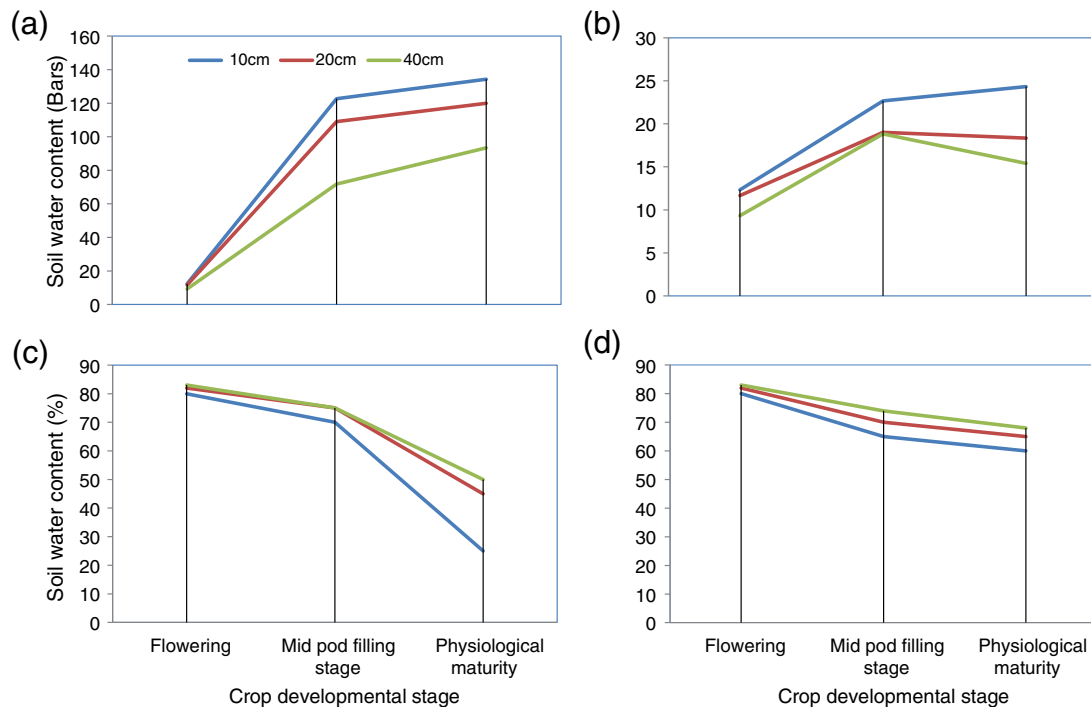 (a)
Soil water content (Bars)
160
140
120
100
80
60
40
20
0
10cm 20cm 40cm
(b)
30
25
20
15
10
5
0
(c)
Soil water content (%)
90
80
70
60
50
40
30
20
10
0
Flowering
Mid pod filling
stage
Physiological
maturity
Crop developmental stage
(d)
90
80
70
60
50
40
30
20
10
0
Flowering
Mid pod filling
stage
Physiological
maturity
Crop developmental stage